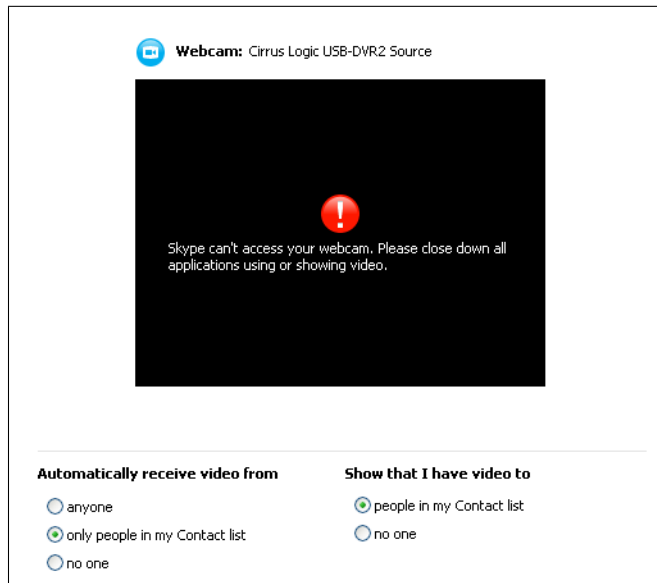 Webcam: Cirrus Logic USB-DVR2 Source
Skype can't access your webcam. Please close down all
applications using or showing video.
Automatically receive video from
anyone
only people in my Contact list
no one
Show that I have video to
people in my Contact list
no one